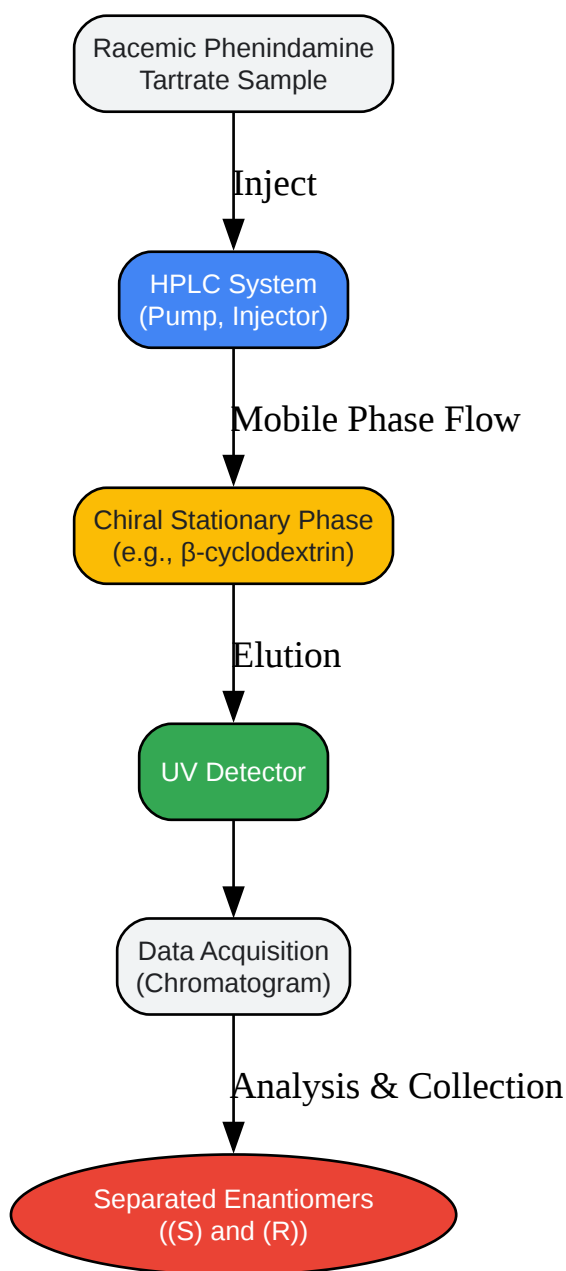 Racemic Phenindamine
Tartrate Sample
Inject
HPLC System
(Pump, Injector)
Mobile Phase Flow
Chiral Stationary Phase
(e.g., β-cyclodextrin)
Elution
UV Detector
Data Acquisition
(Chromatogram)
Analysis & Collection
Separated Enantiomers
((S) and (R))